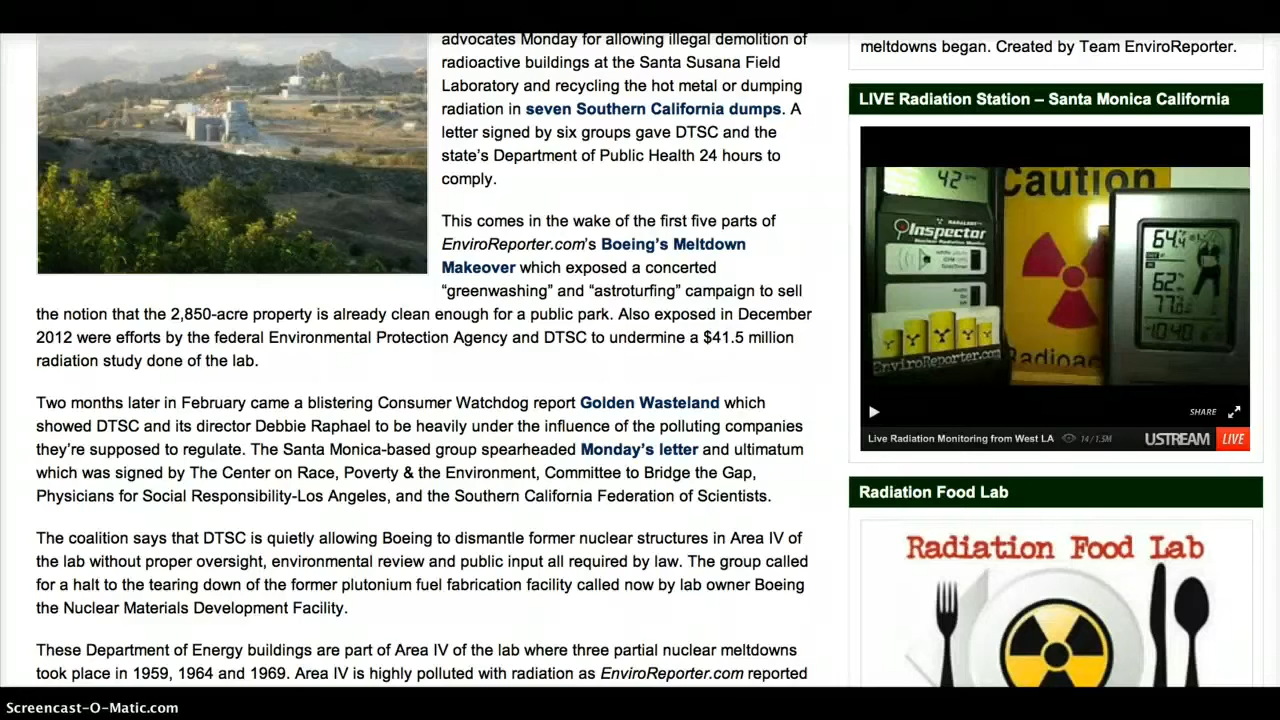 advocates Monday for allowing illegal demolition of
radioactive buildings at the Santa Susana Field
Laboratory and recycling the hot metal or dumping
radiation in seven Southern California dumps. A
letter signed by six groups gave DTSC and the
state's Department of Public Health 24 hours to
comply.
This comes in the wake of the first five parts of
EnviroReporter.com's Boeing's Meltdown
Makeover which exposed a concerted
“greenwashing” and “astroturfing” campaign to sell
the notion that the 2,850-acre property is already clean enough for a public park. Also exposed in December
2012 were efforts by the federal Environmental Protection Agency and DTSC to undermine a $41.5 million
radiation study done of the lab.
Two months later in February came a blistering Consumer Watchdog report Golden Wasteland which
showed DTSC and its director Debbie Raphael to be heavily under the influence of the polluting companies
they're supposed to regulate. The Santa Monica-based group spearheaded Monday's letter and ultimatum
which was signed by The Center on Race, Poverty & the Environment, Committee to Bridge the Gap,
Physicians for Social Responsibility-Los Angeles, and the Southern California Federation of Scientists.
The coalition says that DTSC is quietly allowing Boeing to dismantle former nuclear structures in Area IV of
the lab without proper oversight, environmental review and public input all required by law. The group called
for a halt to the tearing down of the former plutonium fuel fabrication facility called now by lab owner Boeing
the Nuclear Materials Development Facility.
These Department of Energy buildings are part of Area IV of the lab where three partial nuclear meltdowns
took place in 1959, 1964 and 1969. Area IV is highly polluted with radiation as EnviroReporter.com reported
meltdowns began. Created by Team EnviroReporter.
LIVE Radiation Station – Santa Monica California
42
Caution
Inspector
EnviroReporter.com
Radioac
64.4
62
SHARE
Live Radiation Monitoring from West LA 14 / 1.3M USTREAM LIVE
Radiation Food Lab
Radiation Food Lab
Screencast-O-Matic.com